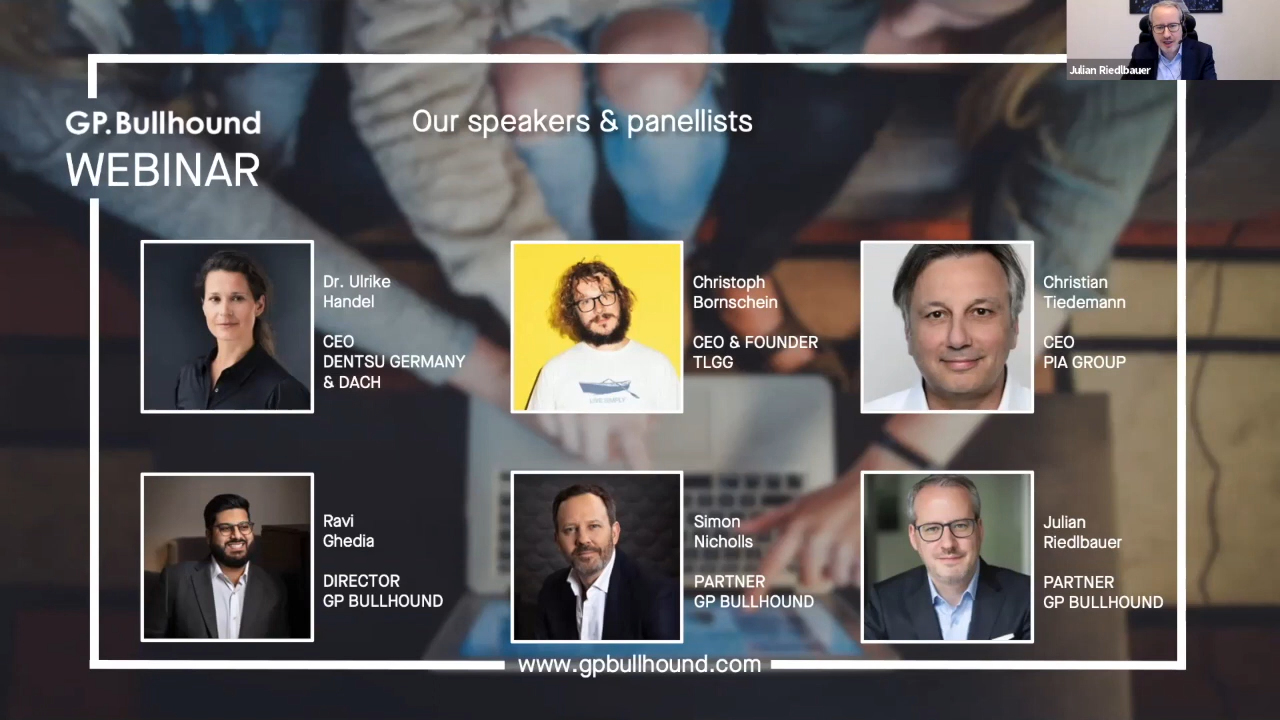 Julian Riedlbauer
GP.Bullhound
WEBINAR
Our speakers & panellists
Dr. Ulrike
Handel
CEO
DENTSU GERMANY
& DACH
Christoph
Bornschein
CEO & FOUNDER
TLGG
LIVE SIMPLY
Christian
Tiedemann
CEO
PIA GROUP
Ravi
Ghedia
DIRECTOR
GP BULLHOUND
Simon
Nicholls
PARTNER
GP BULLHOUND
Julian
Riedlbauer
PARTNER
GP BULLHOUND
www.gpbullhound.com